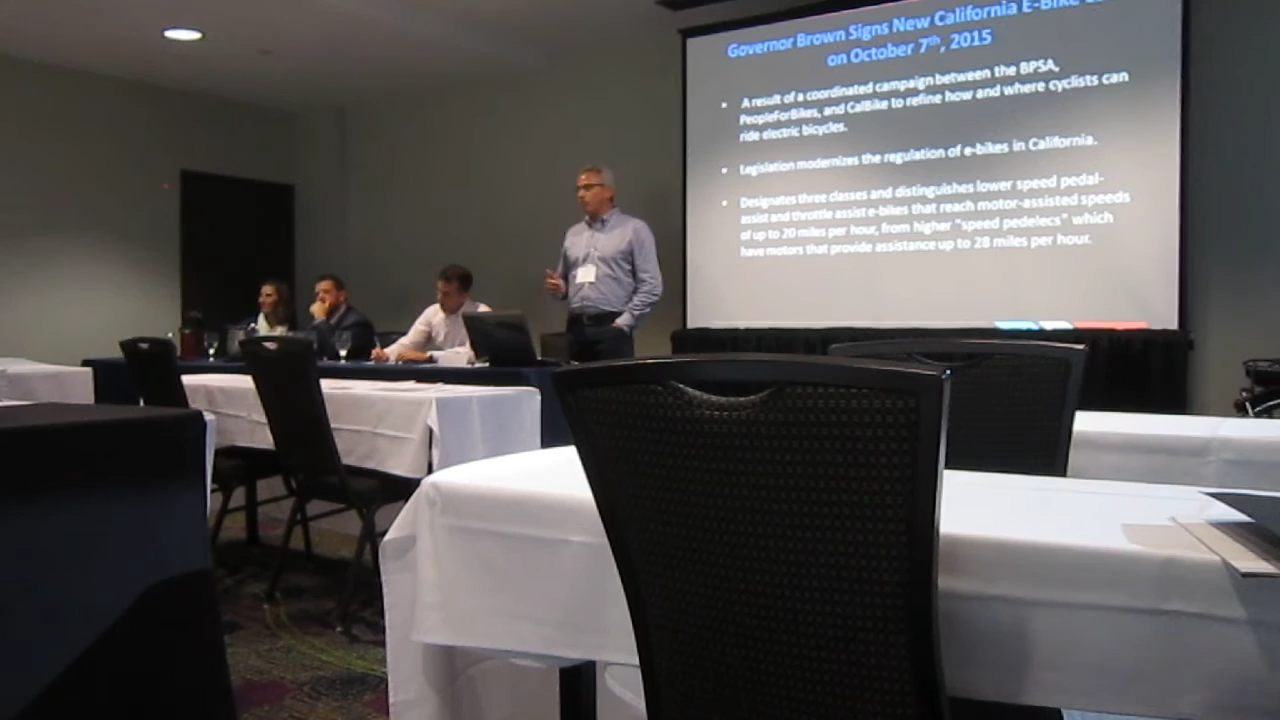 Governor Brown Signs New California E-Bike
on October 7th, 2015
• A result of a coordinated campaign between the BPSA,
PeopleForBikes, and CalBike to refine how and where cyclists can
ride electric bicycles.
• Legislation modernizes the regulation of e-bikes in California.
• Designates three classes and distinguishes lower speed pedal-
assist and throttle assist e-bikes that reach motor-assisted speeds
of up to 20 miles per hour, from higher "speed pedelecs" which
have motors that provide assistance up to 28 miles per hour.